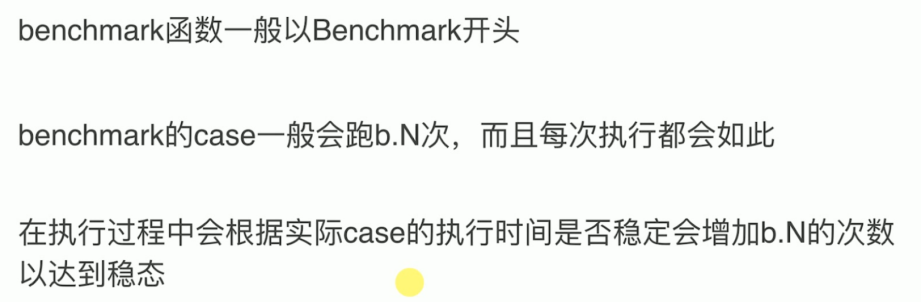 benchmark函数一般以Benchmark开头
benchmark的case一般会跑b.N次，而且每次执行都会如此
在执行过程中会根据实际case的执行时间是否稳定会增加b.N的次数
以达到稳态